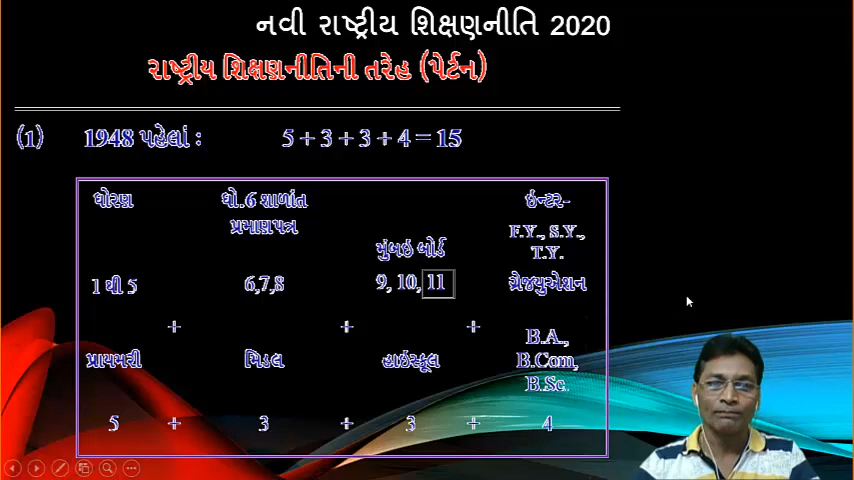 નવી રાષ્ટ્રીય શિક્ષણનીતિ 2020
રાષ્ટ્રીય શિક્ષણનીતિની તરેહ (પેર્ટન)
(1) 1948 પહેલાં : 5 + 3 + 3 + 4 = 15
ધોરણ ધો.6 શાળાંત ઇન્ટર-
પ્રમાણપત્ર F.Y., S.Y.,
મુંબઇ બોર્ડ T.Y.
1 થી 5 6,7,8 9, 10, 11 ગ્રેજ્યુએશન
+ + +
B.A.,
પ્રાયમરી મિડલ હાઇસ્કૂલ B.Com,
B.Sc.
5 + 3 + 3 + 4